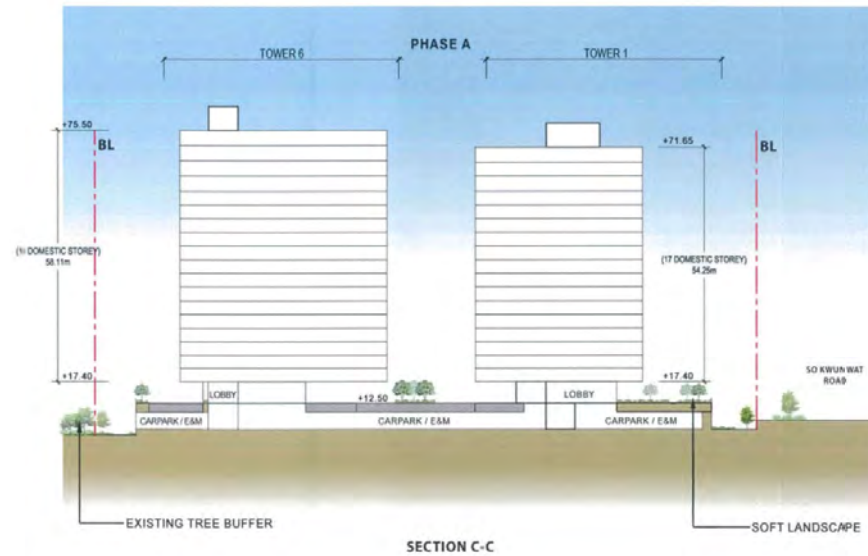 PHASE A
TOWER 6
TOWER 1
+75.50
BL
+71.65
BL
DOMESTIC STOREY)
58.11m
(17 DOMESTIC STOREY)
54.25m
+17.40
+17.40
SO KWUN WAT
ROAD
LOBBY
+12.50
LOBBY
CARPARK / E&M
CARPARK / E&M
CARPARK / E&M
EXISTING TREE BUFFER
SOFT LANDSCAPE
SECTION C-C